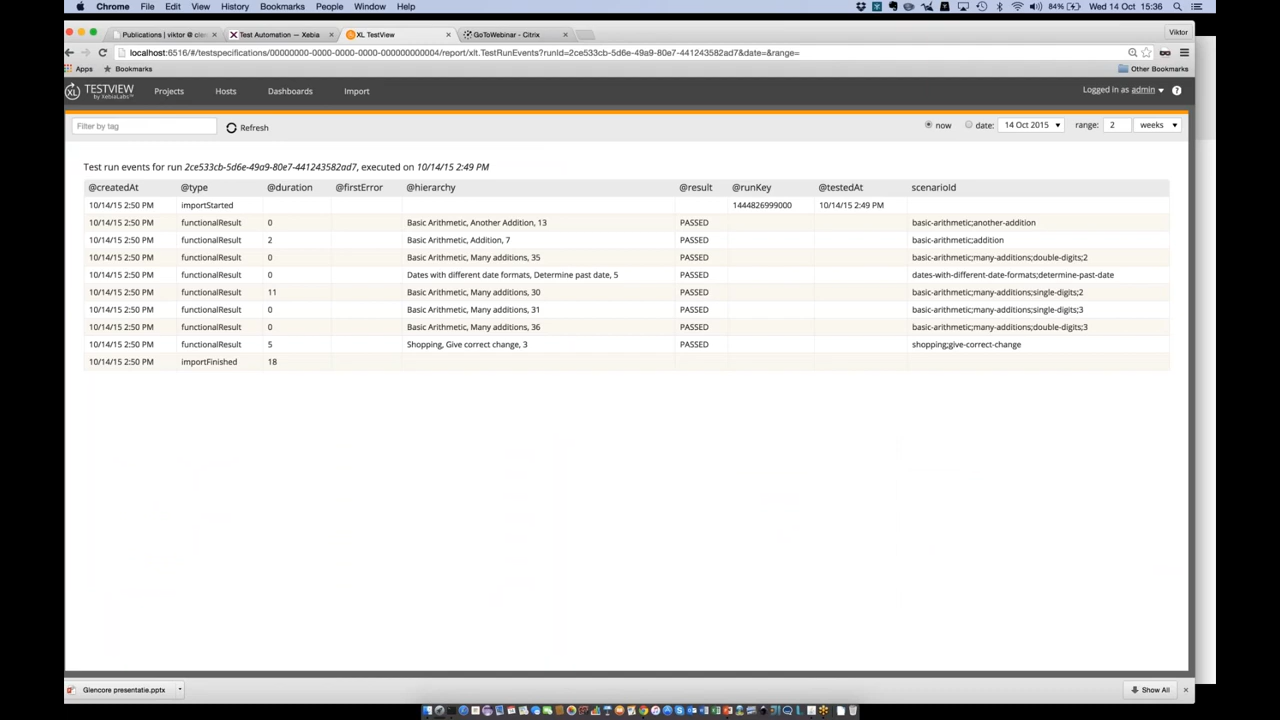 Chrome File Edit View History Bookmarks People Window Help 84% Wed 14 Oct 15:36
Publications | viktor @ cle Test Automation — Xebia XL TestView GoToWebinar - Citrix Viktor
localhost:6516/#/testspecifications/00000000-0000-0000-0000-000000000004/report/xlt.TestRunEvents?runId=2ce533cb-5d6e-49a9-80e7-441243582ad7&date=&range=
Apps Bookmarks Other Bookmarks
XL TESTVIEW by XebiaLabs Projects Hosts Dashboards Import Logged in as admin ?
Filter by tag Refresh now date: 14 Oct 2015 range: 2 weeks
Test run events for run 2ce533cb-5d6e-49a9-80e7-441243582ad7, executed on 10/14/15 2:49 PM
@createdAt @type @duration @firstError @hierarchy @result @runKey @testedAt scenarioId
10/14/15 2:50 PM importStarted 1444826999000 10/14/15 2:49 PM
10/14/15 2:50 PM functionalResult 0 Basic Arithmetic, Another Addition, 13 PASSED basic-arithmetic;another-addition
10/14/15 2:50 PM functionalResult 2 Basic Arithmetic, Addition, 7 PASSED basic-arithmetic;addition
10/14/15 2:50 PM functionalResult 0 Basic Arithmetic, Many additions, 35 PASSED basic-arithmetic;many-additions;double-digits;2
10/14/15 2:50 PM functionalResult 0 Dates with different date formats, Determine past date, 5 PASSED dates-with-different-date-formats;determine-past-date
10/14/15 2:50 PM functionalResult 11 Basic Arithmetic, Many additions, 30 PASSED basic-arithmetic;many-additions;single-digits;2
10/14/15 2:50 PM functionalResult 0 Basic Arithmetic, Many additions, 31 PASSED basic-arithmetic;many-additions;single-digits;3
10/14/15 2:50 PM functionalResult 0 Basic Arithmetic, Many additions, 36 PASSED basic-arithmetic;many-additions;double-digits;3
10/14/15 2:50 PM functionalResult 5 Shopping, Give correct change, 3 PASSED shopping;give-correct-change
10/14/15 2:50 PM importFinished 18
Glencore presentatie.pptx Show All